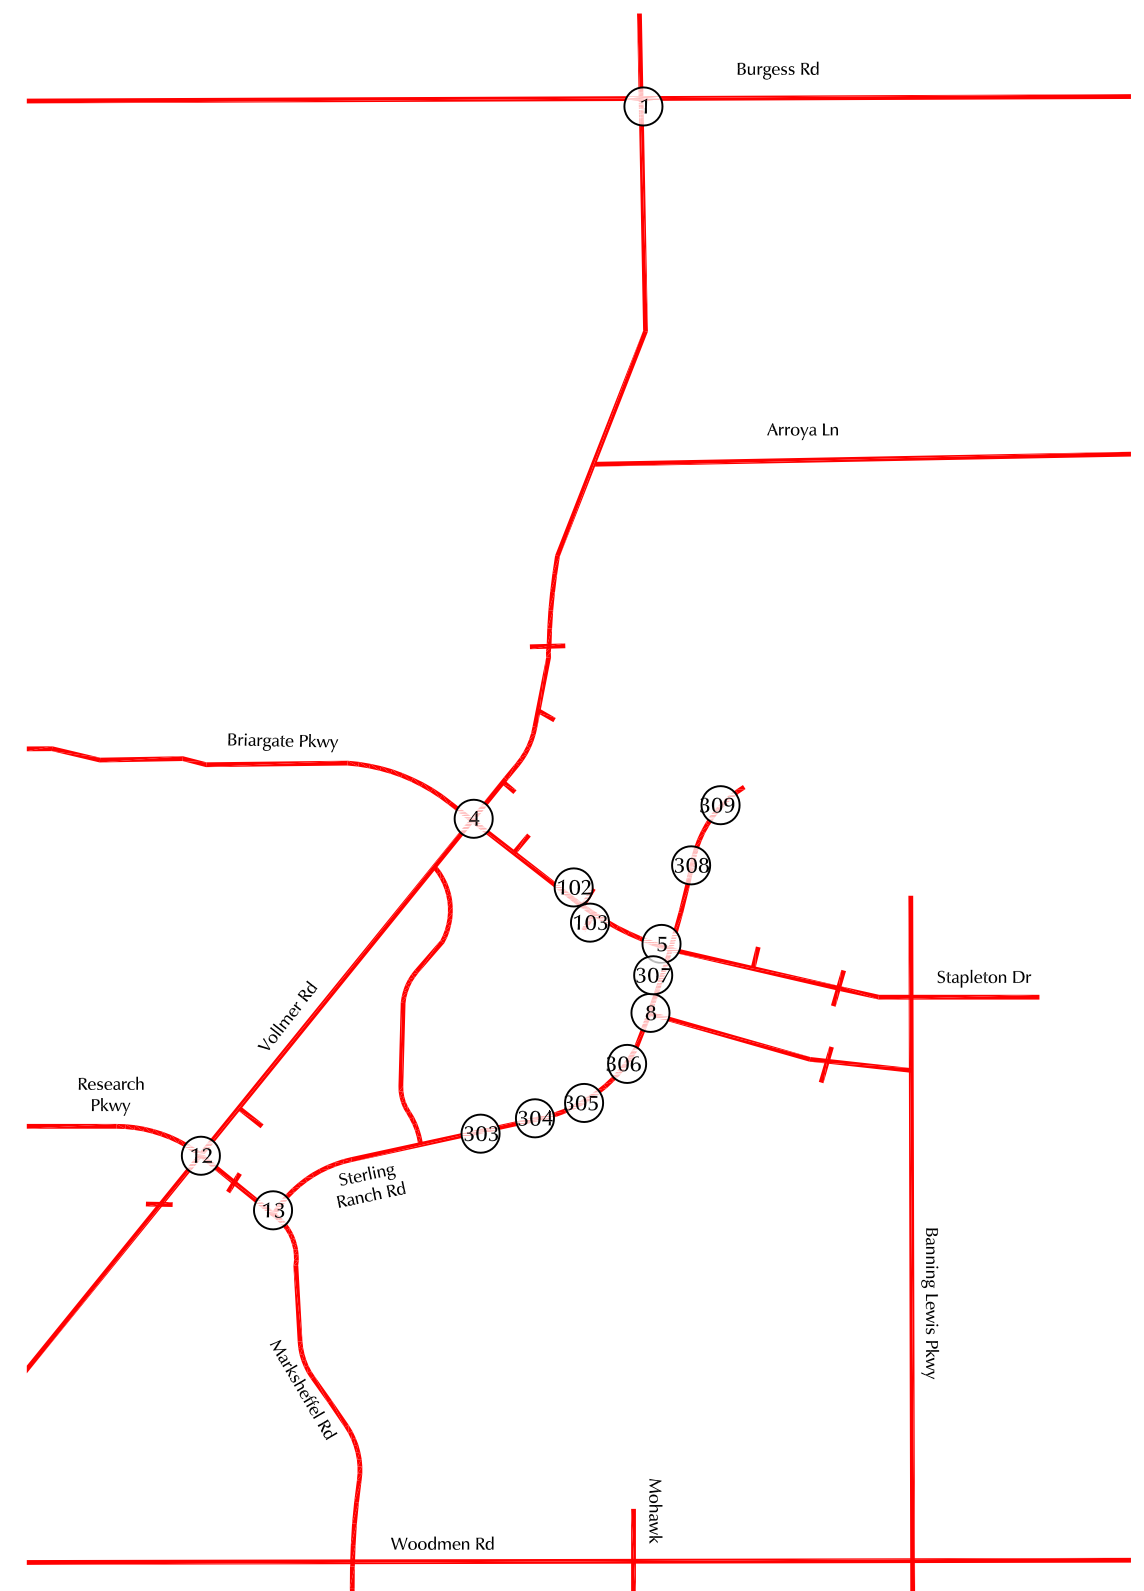 Burgess Rd
1
Arroya Ln
Briargate Pkwy
309
4
308
102
103
5
307
Stapleton Dr
8
Vollmer Rd
306
Research
Pkwy
305
304
303
12
Sterling
Ranch Rd
13
Banning Lewis Pkwy
Marksheffel Rd
Mohawk
Woodmen Rd